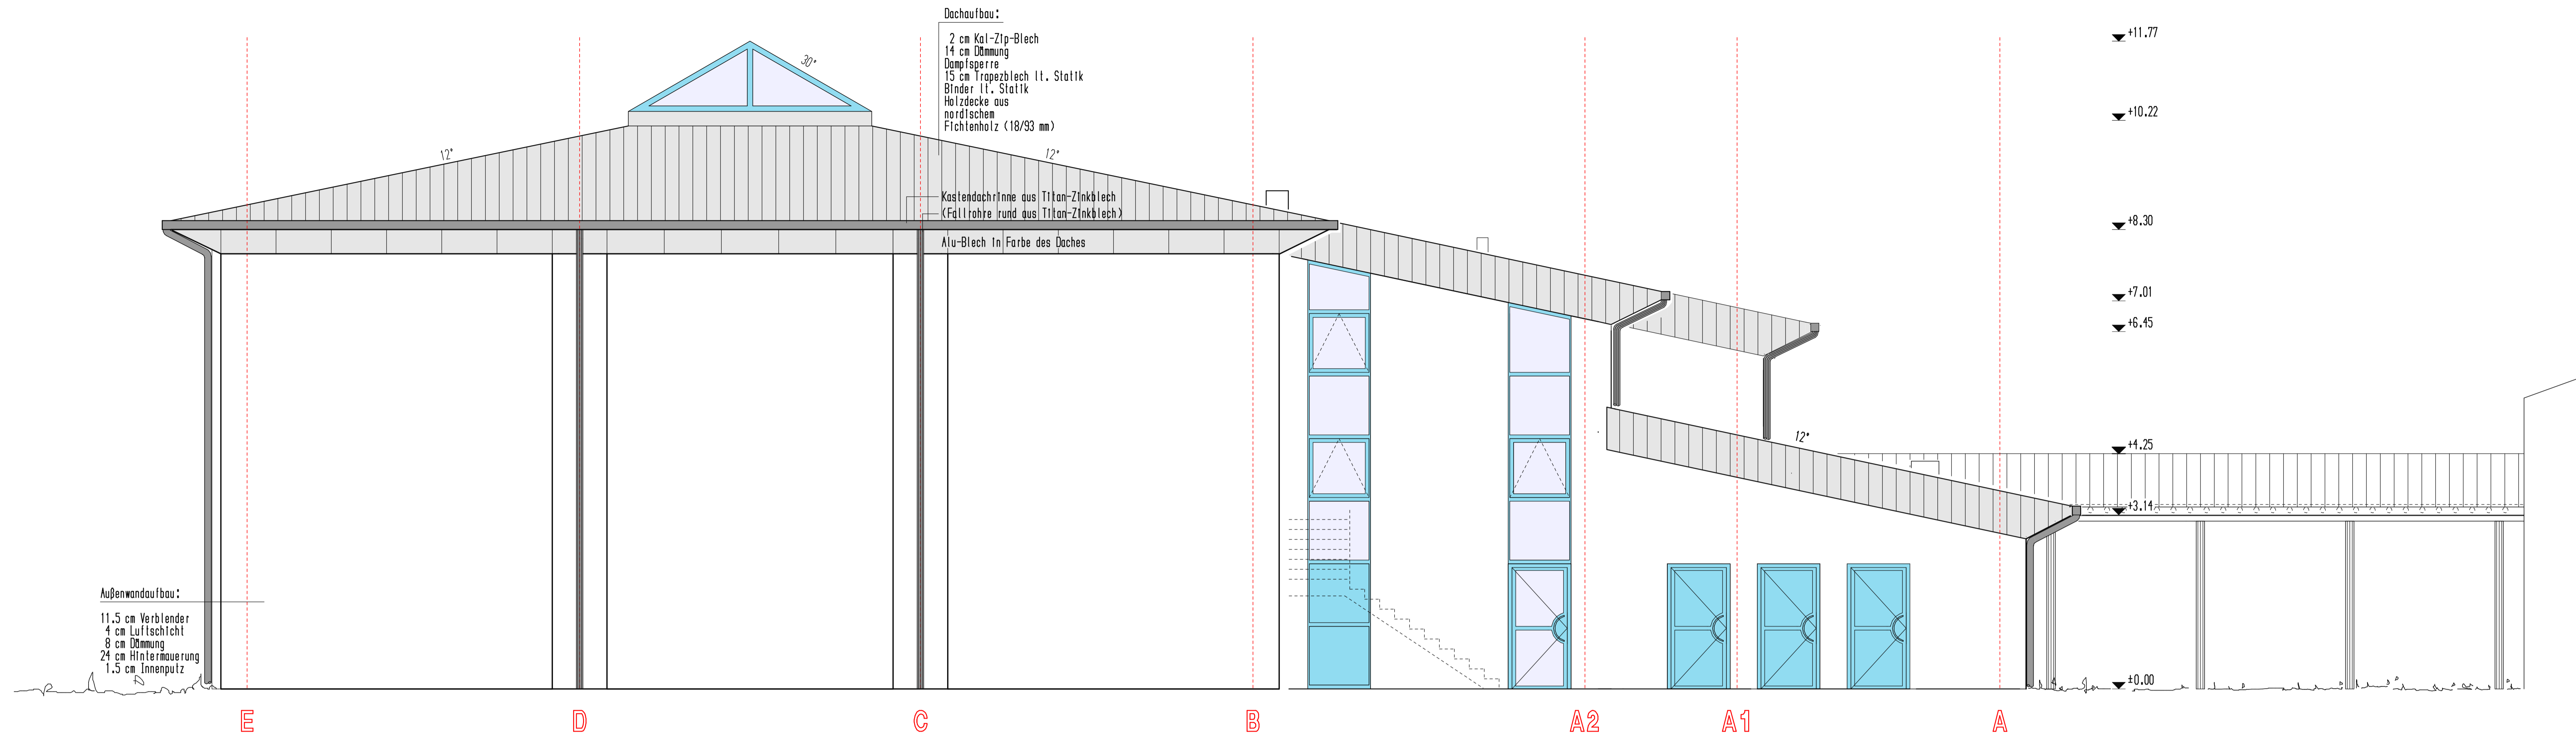 Dachaufbau:
2 cm Kal-Zip-Blech
14 cm Dämmung
Dampfsperre
15 cm Trapezblech lt. Statik
Binder lt. Statik
Holzdecke aus
nordischem
Fichtenholz (18/93 mm)
30°
12°
12°
Kastendachrinne aus Titan-Zinkblech
(Fallrohre rund aus Titan-Zinkblech)
Alu-Blech in Farbe des Daches
+11.77
+10.22
+8.30
+7.01
+6.45
12°
+4.25
+3.14
±0.00
Außenwandaufbau:
11.5 cm Verblender
4 cm Luftschicht
8 cm Dämmung
24 cm Hintermauerung
1.5 cm Innenputz
E D C B A2 A1 A